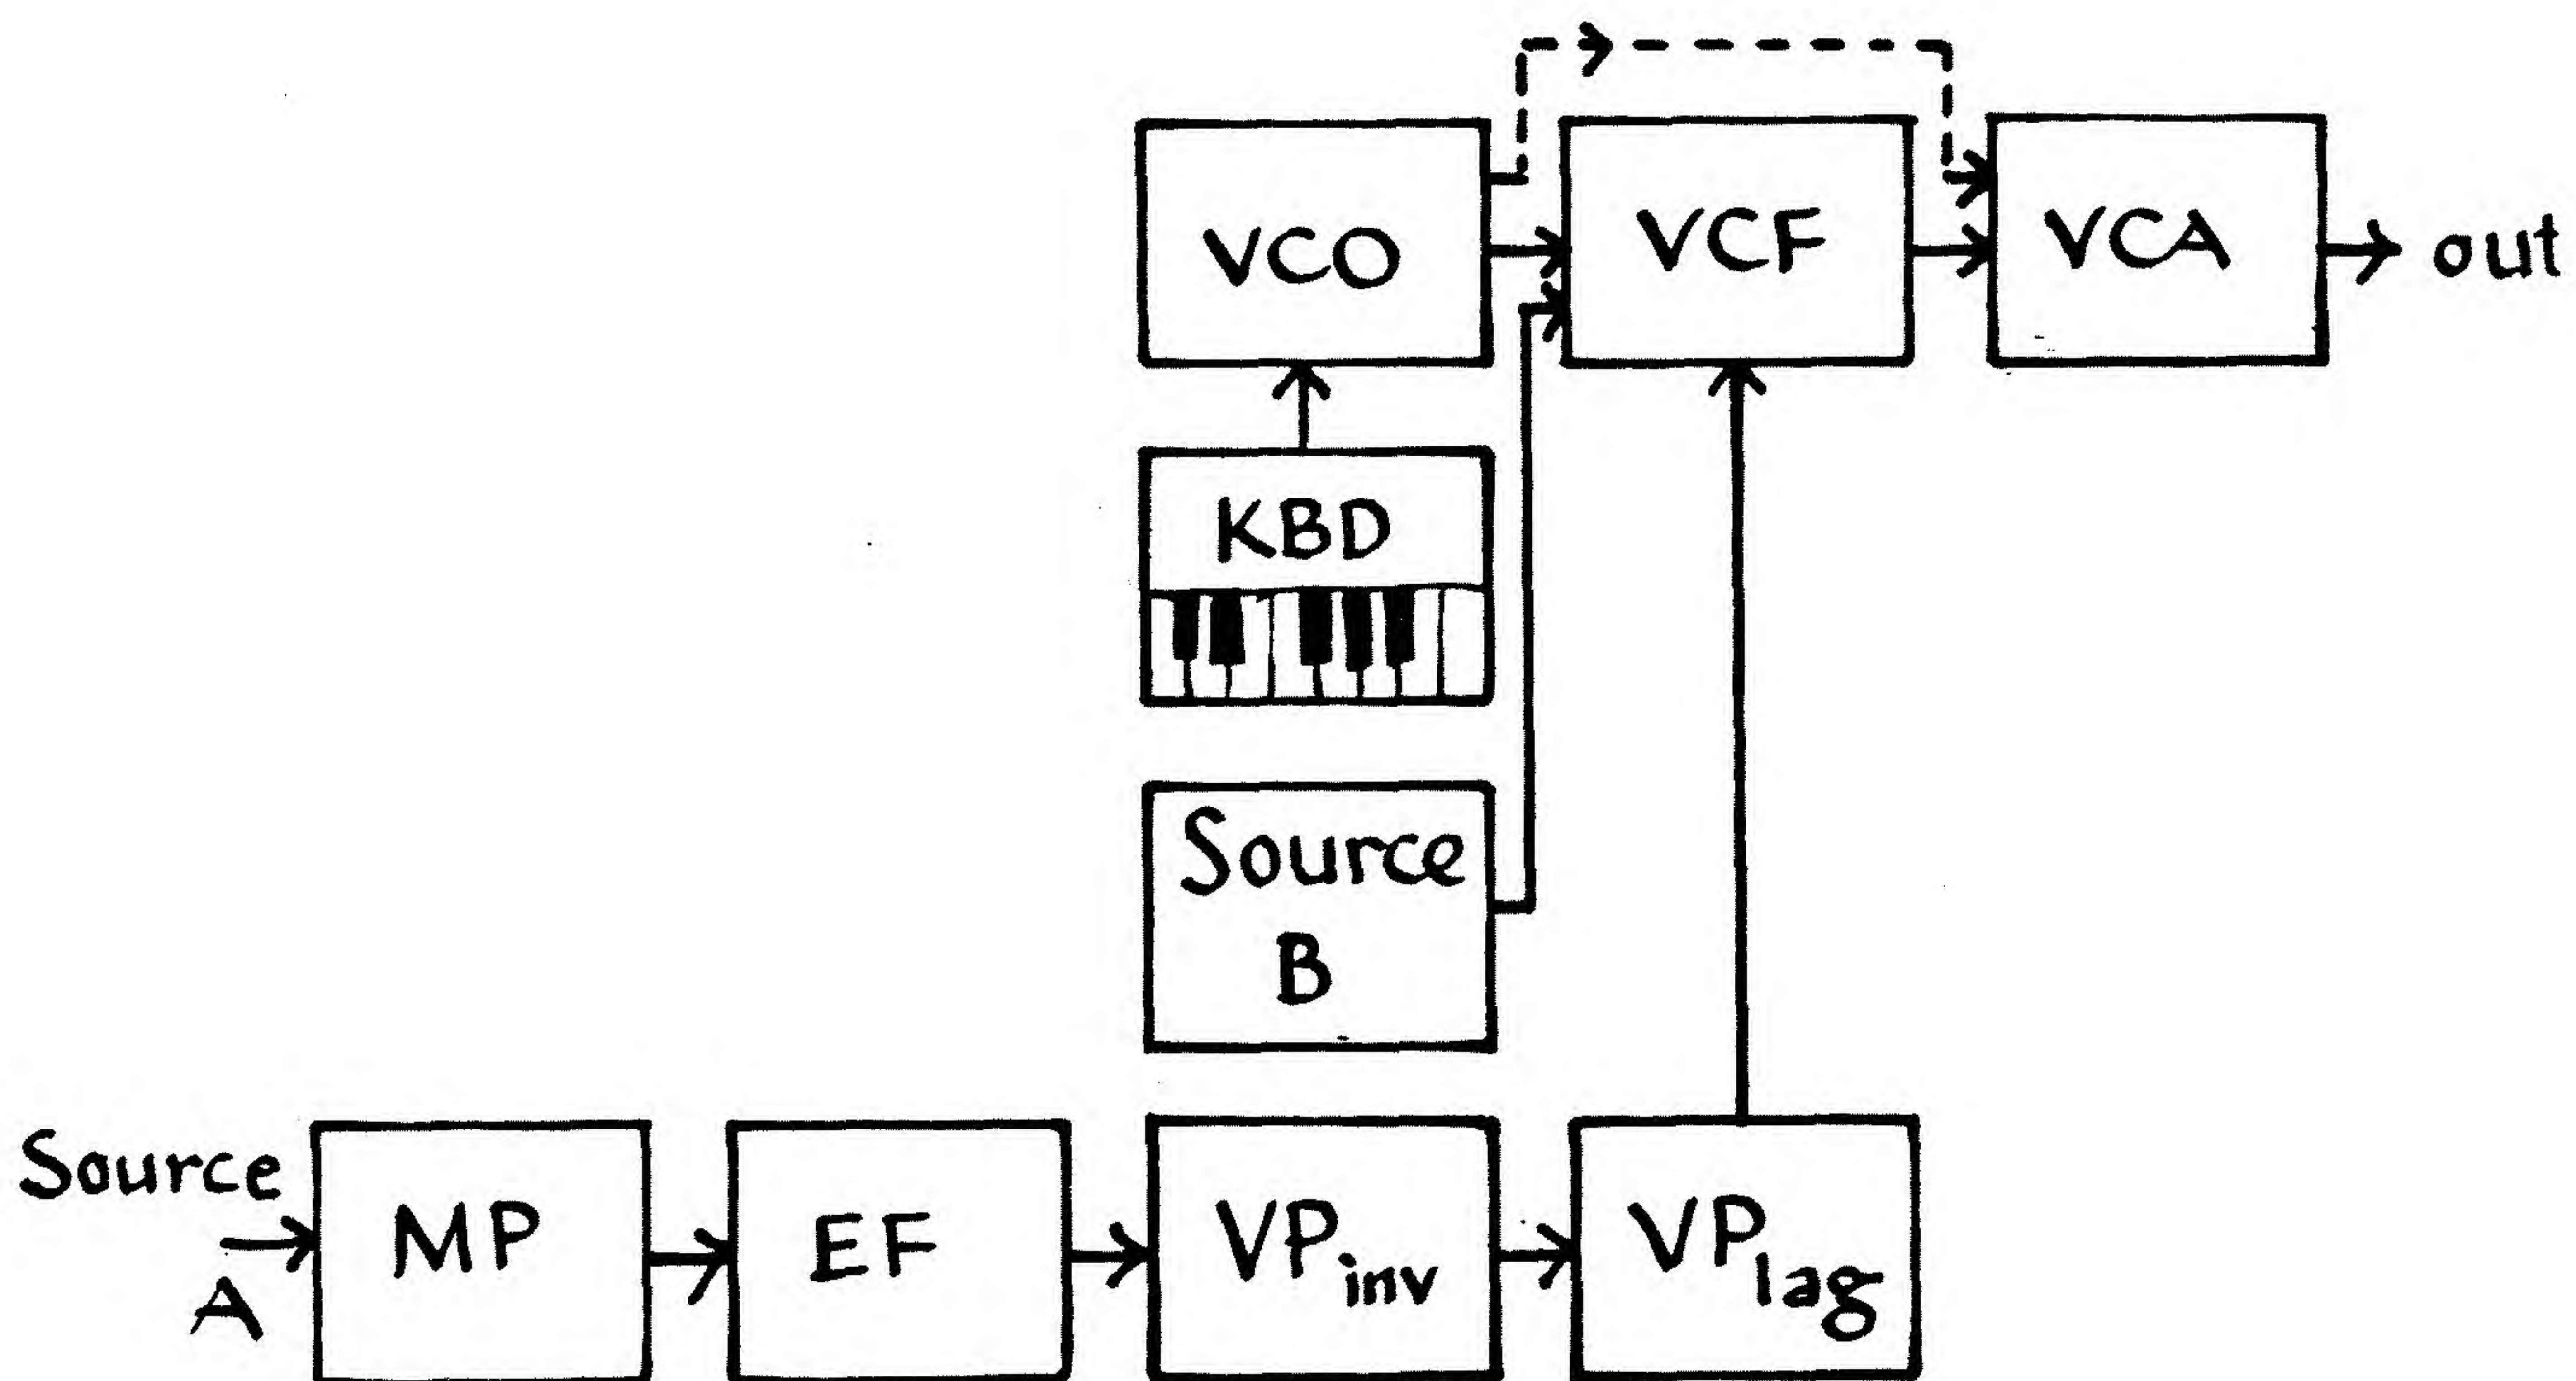 VCO
VCF
VCA
out
KBD
Source
B
Source
A
MP
EF
VPinv
VPlag